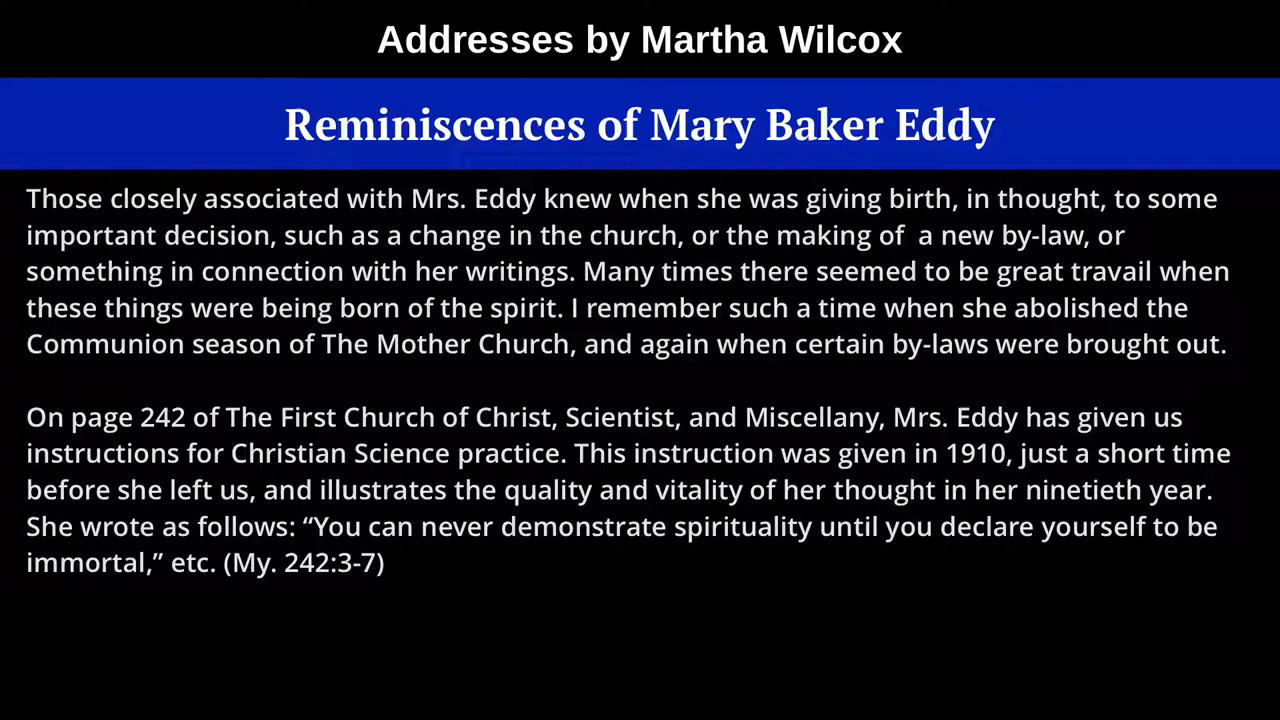 Addresses by Martha Wilcox
Reminiscences of Mary Baker Eddy
Those closely associated with Mrs. Eddy knew when she was giving birth, in thought, to some
important decision, such as a change in the church, or the making of  a new by-law, or
something in connection with her writings. Many times there seemed to be great travail when
these things were being born of the spirit. I remember such a time when she abolished the
Communion season of The Mother Church, and again when certain by-laws were brought out.
On page 242 of The First Church of Christ, Scientist, and Miscellany, Mrs. Eddy has given us
instructions for Christian Science practice. This instruction was given in 1910, just a short time
before she left us, and illustrates the quality and vitality of her thought in her ninetieth year.
She wrote as follows: “You can never demonstrate spirituality until you declare yourself to be
immortal,” etc. (My. 242:3-7)